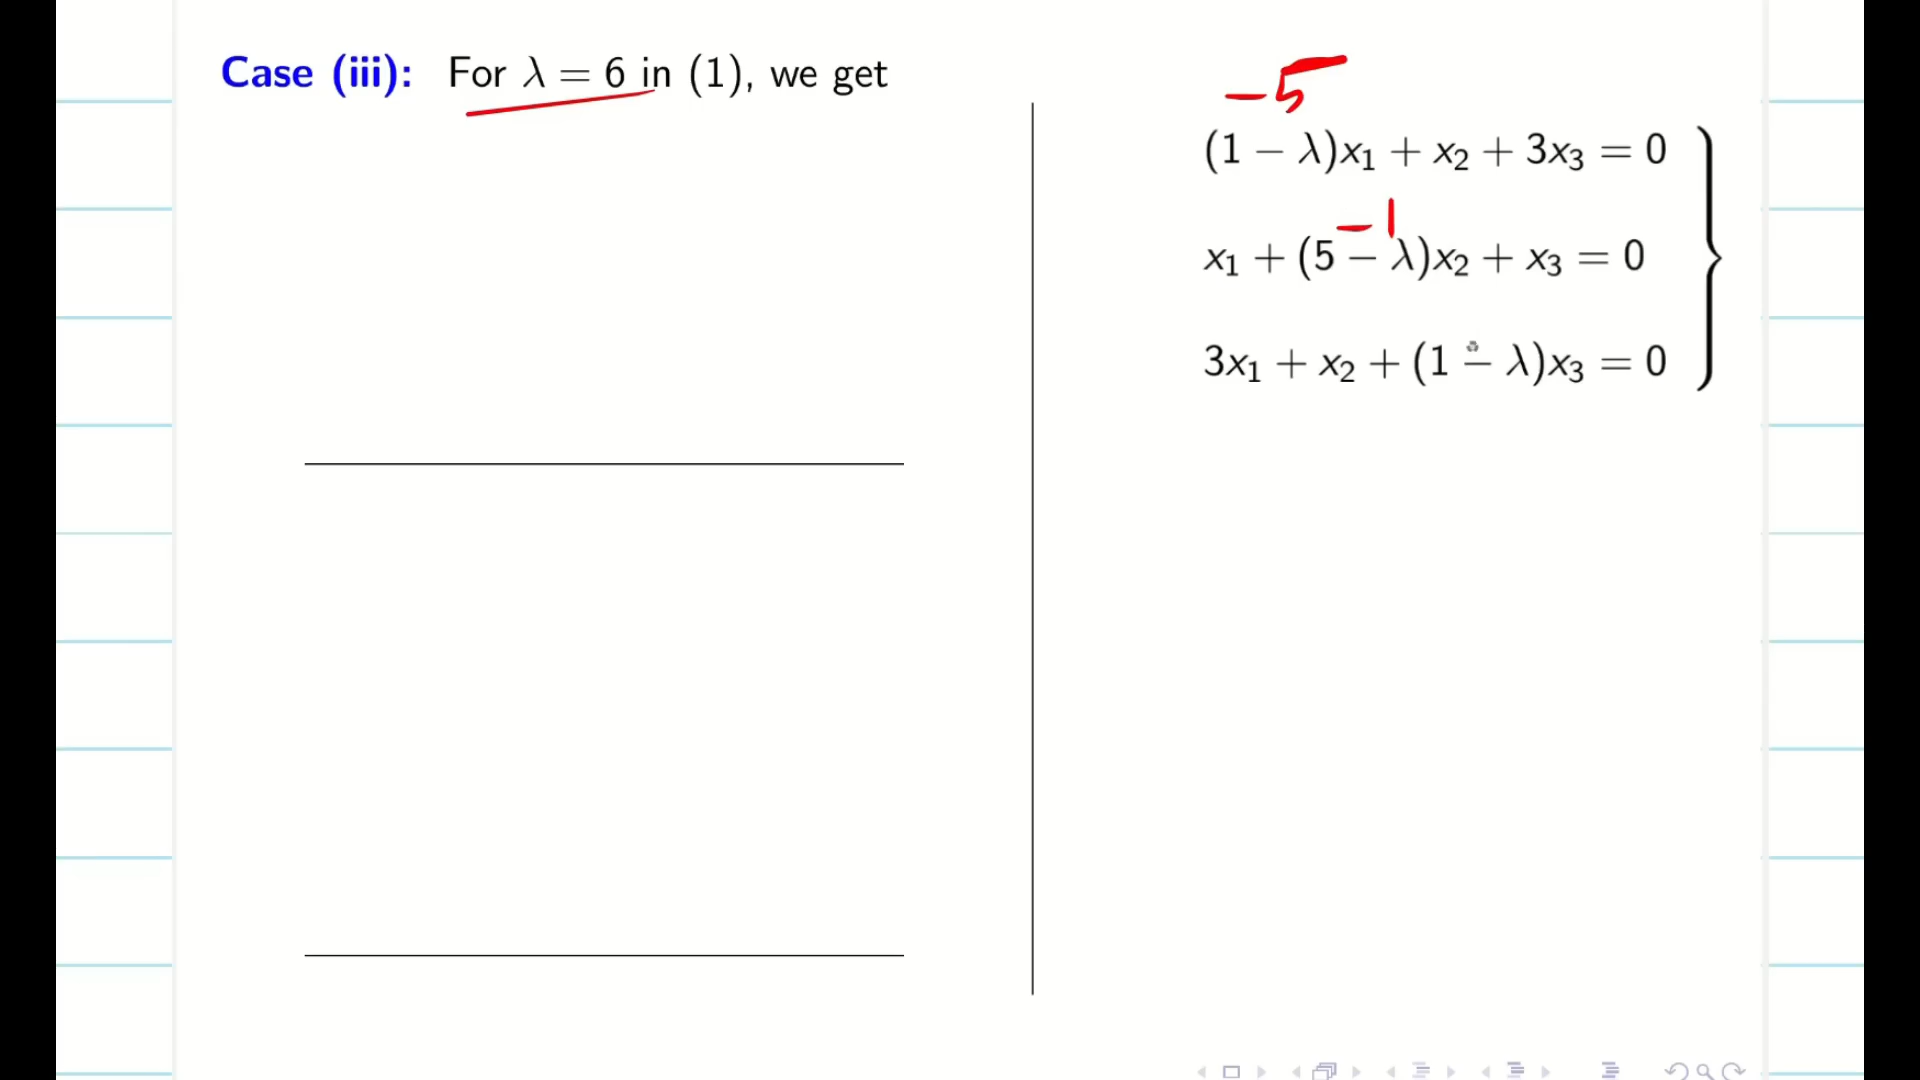 Case (iii): For λ = 6 in (1), we get
−5
(1 − λ)x₁ + x₂ + 3x₃ = 0
−1
x₁ + (5 − λ)x₂ + x₃ = 0
3x₁ + x₂ + (1 − λ)x₃ = 0